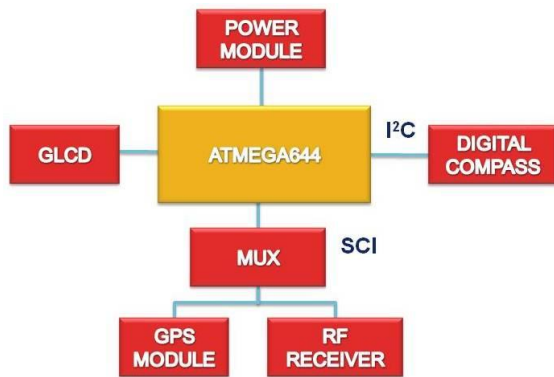 POWER
MODULE
I²C
GLCD
ATMEGA644
DIGITAL
COMPASS
MUX
SCI
GPS
MODULE
RF
RECEIVER